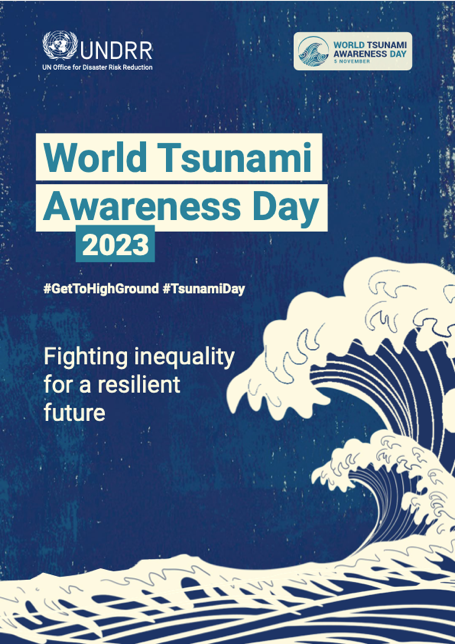 UNDRR
UN Office for Disaster Risk Reduction
WORLD TSUNAMI
AWARENESS DAY
5 NOVEMBER
World Tsunami
Awareness Day
2023
#GetToHighGround #TsunamiDay
Fighting inequality
for a resilient
future